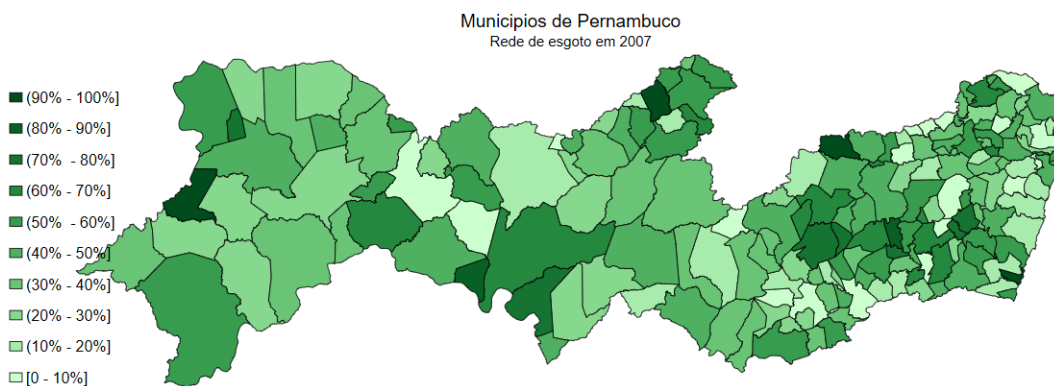 Municipios de Pernambuco
Rede de esgoto em 2007
(90% - 100%]
(80% - 90%]
(70% - 80%]
(60% - 70%]
(50% - 60%]
(40% - 50%]
(30% - 40%]
(20% - 30%]
(10% - 20%]
[0 - 10%]